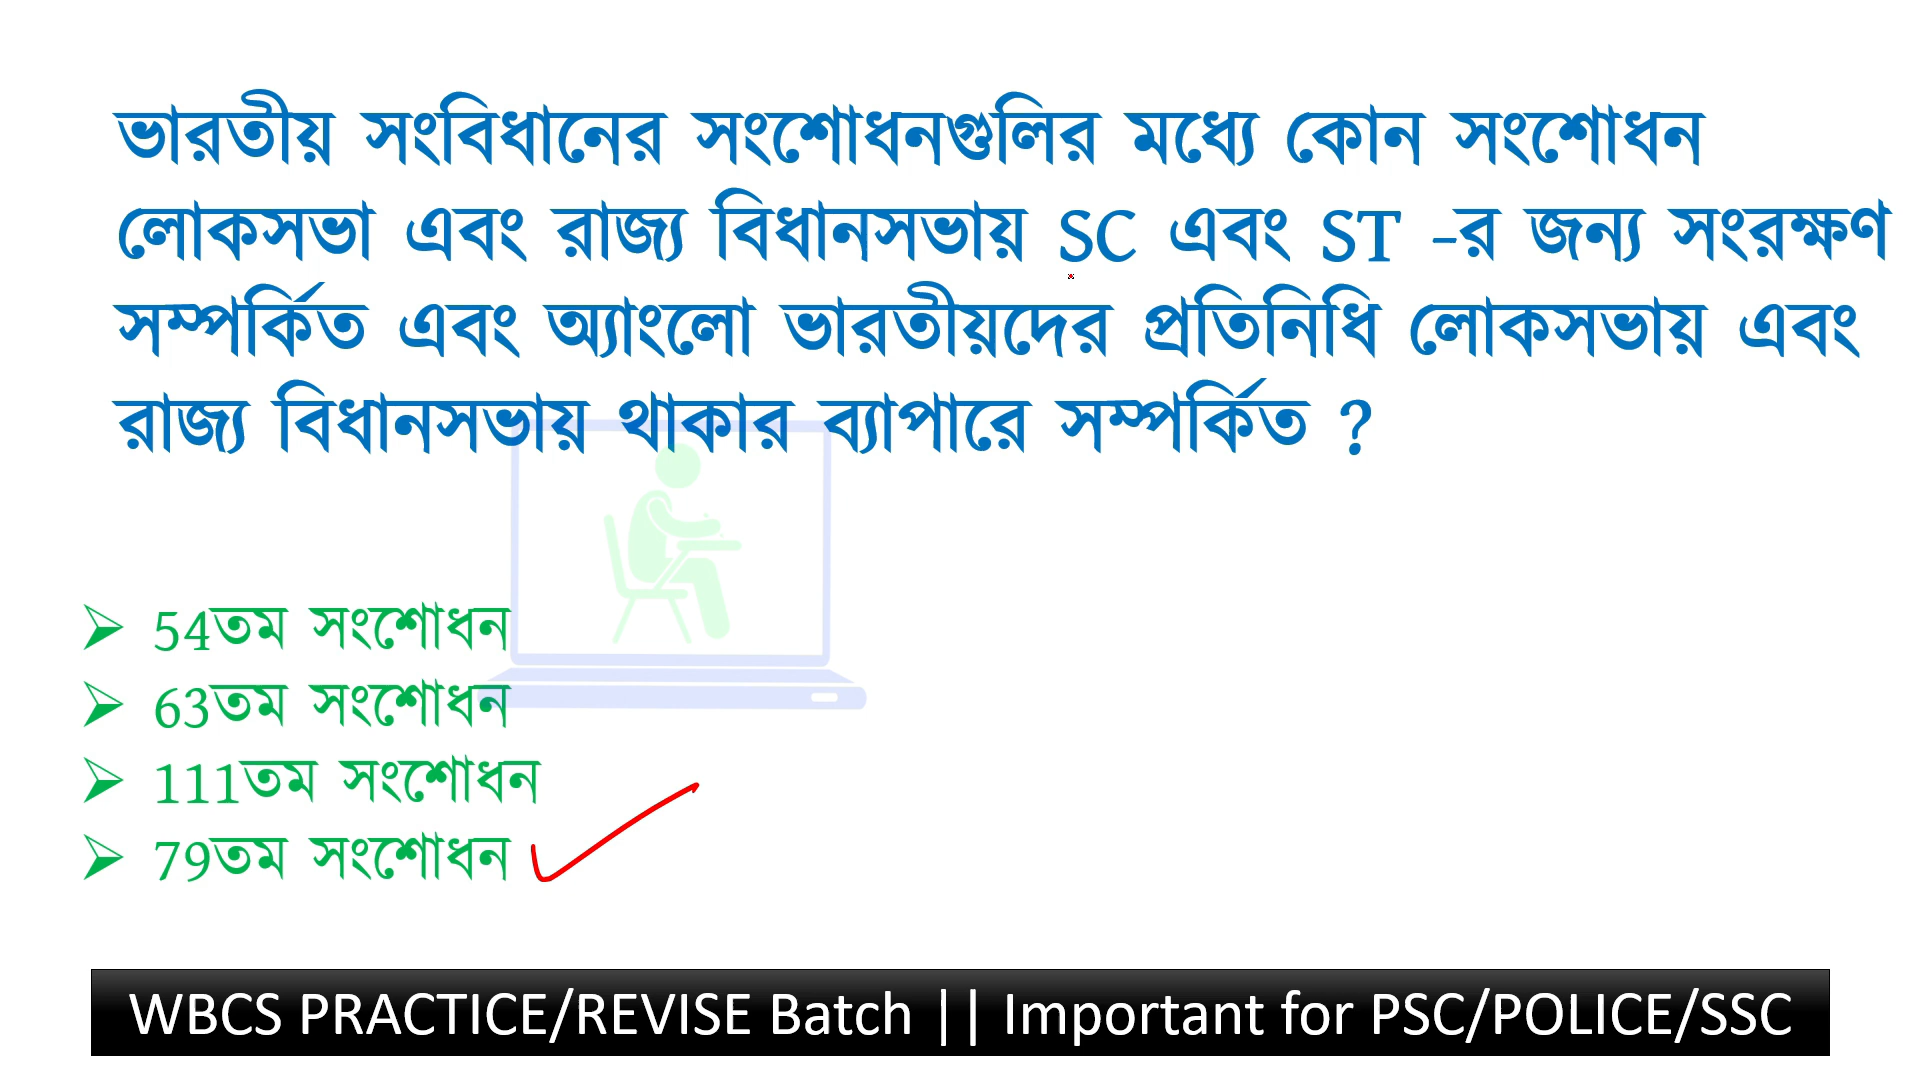 ভারতীয় সংবিধানের সংশোধনগুলির মধ্যে কোন সংশোধন
লোকসভা এবং রাজ্য বিধানসভায় SC এবং ST -র জন্য সংরক্ষণ
সম্পর্কিত এবং অ্যাংলো ভারতীয়দের প্রতিনিধি লোকসভায় এবং
রাজ্য বিধানসভায় থাকার ব্যাপারে সম্পর্কিত ?
➢ 54তম সংশোধন
➢ 63তম সংশোধন
➢ 111তম সংশোধন
➢ 79তম সংশোধন
WBCS PRACTICE/REVISE Batch || Important for PSC/POLICE/SSC